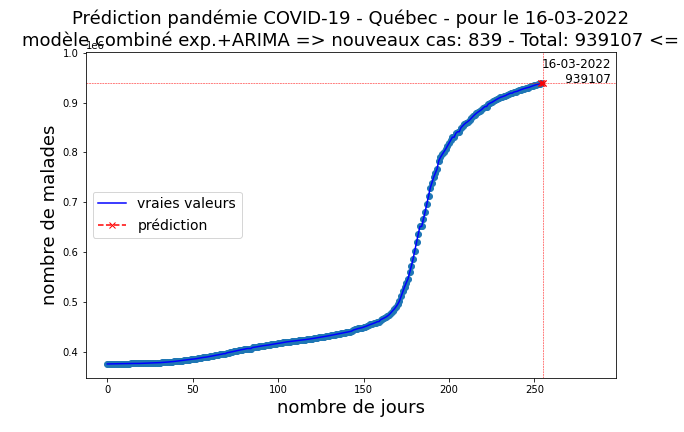 Prédiction pandémie COVID-19 - Québec - pour le 16-03-2022
modèle combiné exp.+ARIMA => nouveaux cas: 839 - Total: 939107 <=
1e6
16-03-2022
939107
1.0
0.9
0.8
0.7
0.6
0.5
0.4
nombre de malades
vraies valeurs
prédiction
0 50 100 150 200 250
nombre de jours